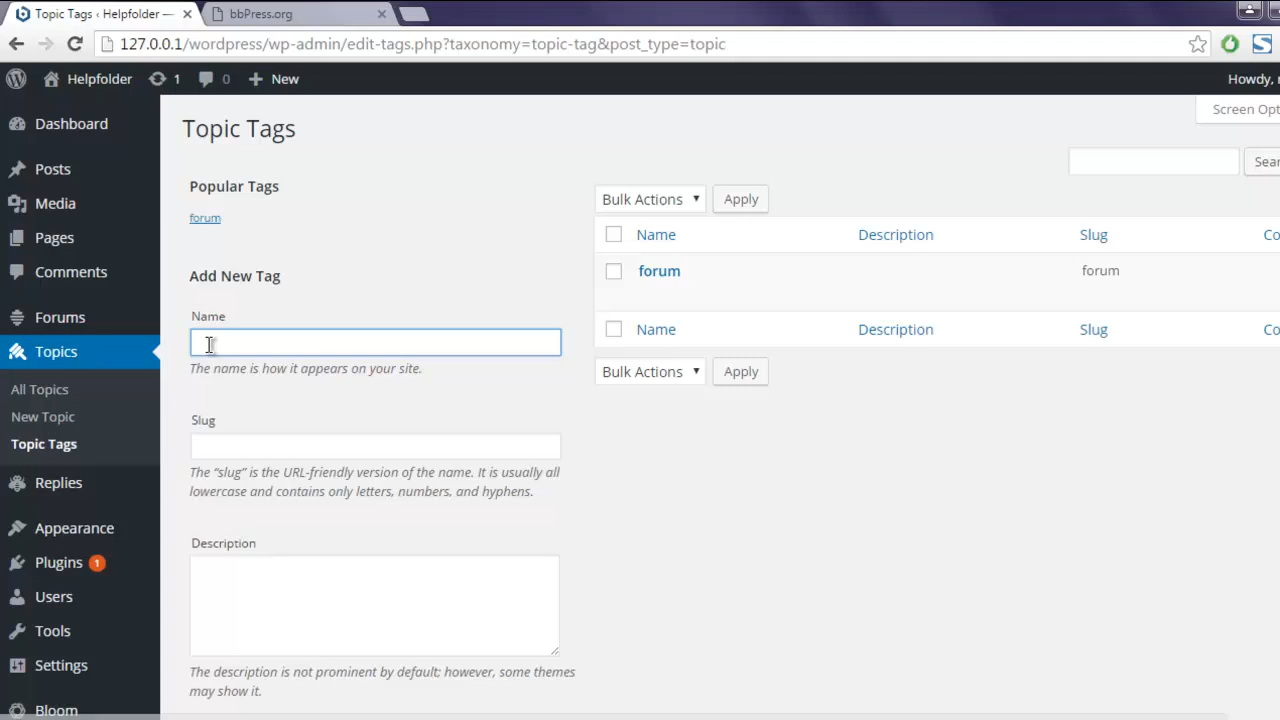 Topic Tags ‹ Helpfolder —
bbPress.org
127.0.0.1/wordpress/wp-admin/edit-tags.php?taxonomy=topic-tag&post_type=topic
Helpfolder 1 0 New
Howdy,
Dashboard
Posts
Media
Pages
Comments
Forums
Topics
All Topics
New Topic
Topic Tags
Replies
Appearance
Plugins 1
Users
Tools
Settings
Bloom
Screen Opt
Topic Tags
Popular Tags
forum
Add New Tag
Name
The name is how it appears on your site.
Slug
The “slug” is the URL-friendly version of the name. It is usually all
lowercase and contains only letters, numbers, and hyphens.
Description
The description is not prominent by default; however, some themes
may show it.
Sear
Bulk Actions Apply
Name Description Slug Co
forum forum
Name Description Slug Co
Bulk Actions Apply